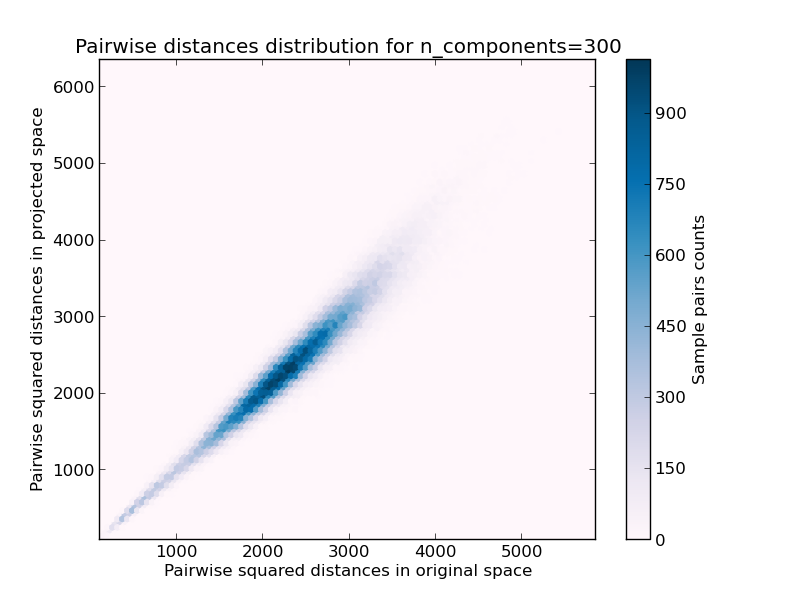 Pairwise distances distribution for n_components=300
Pairwise squared distances in projected space
6000
5000
4000
3000
2000
1000
1000 2000 3000 4000 5000
Pairwise squared distances in original space
900
750
600
450
300
150
0
Sample pairs counts